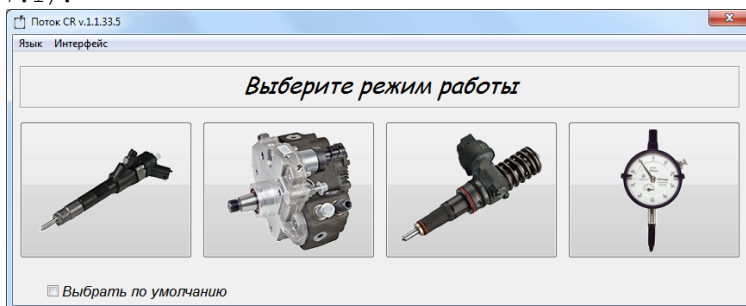 Поток CR v.1.1.33.5
Язык Интерфейс
Выберите режим работы
Выбрать по умолчанию